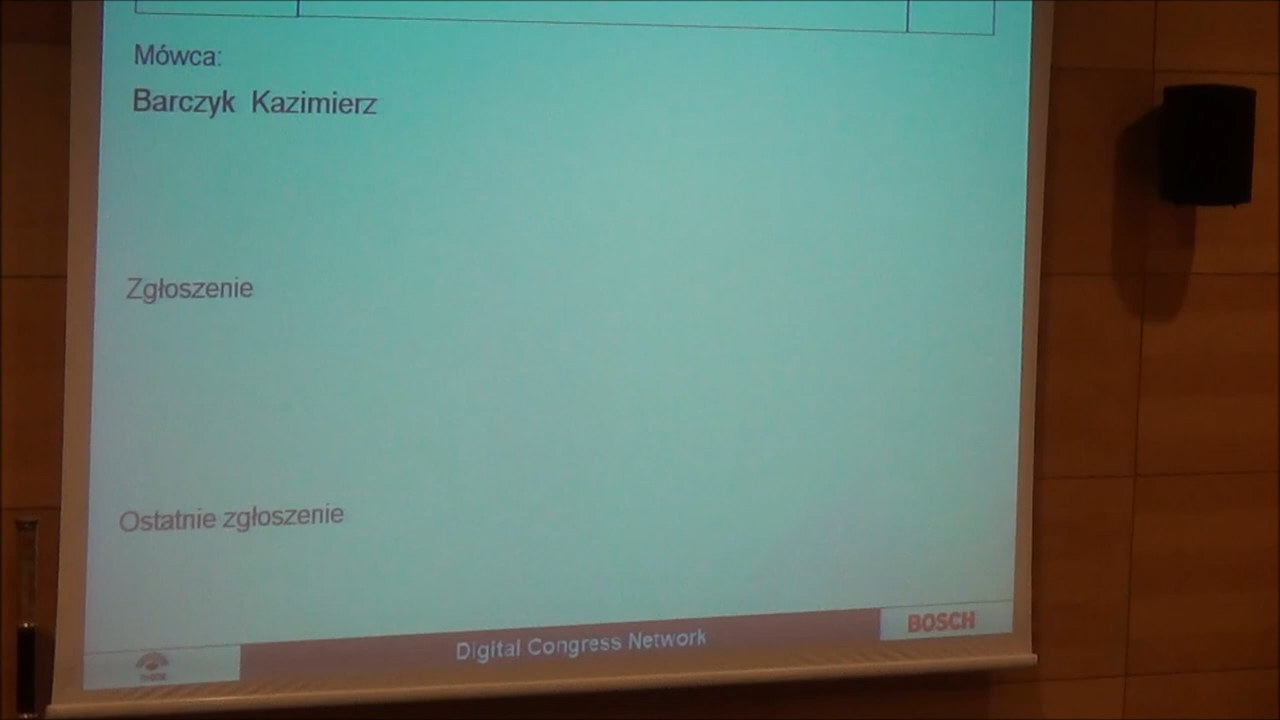 Mówca:
Barczyk Kazimierz
Zgłoszenie
Ostatnie zgłoszenie
Digital Congress Network
BOSCH